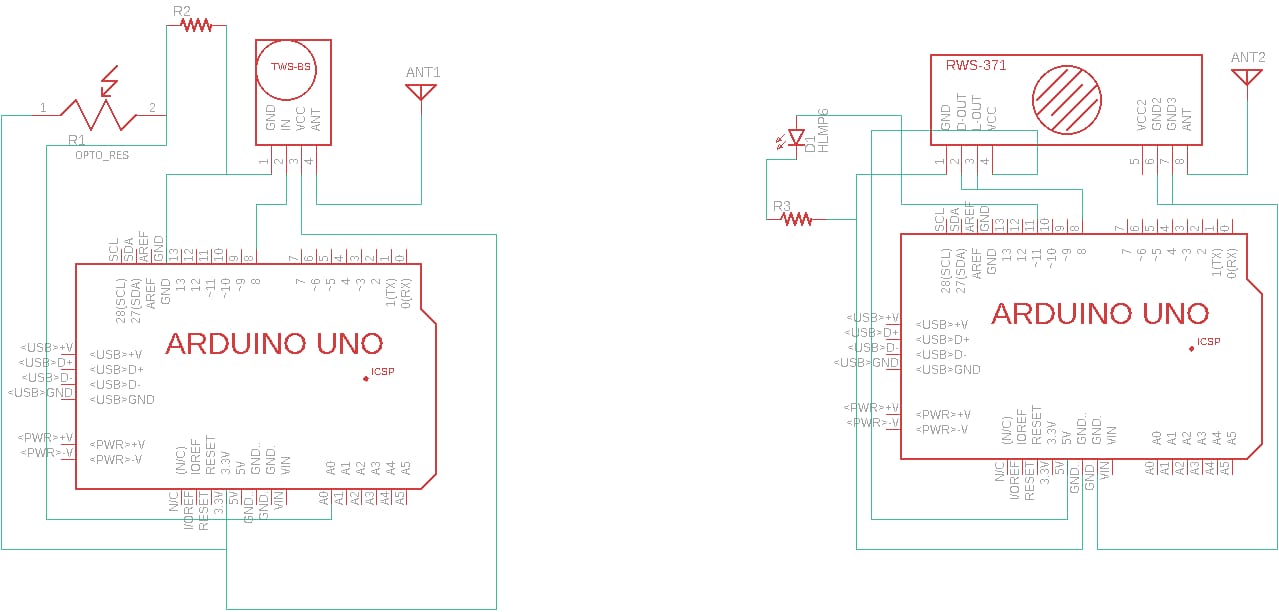 R2
TWS-BS
GND
IN
VCC
ANT
1
2
3
4
ANT1
1
2
R1
OPTO_RES
SCL
SDA
AREF
GND
13
12
11
10
9
8
7
6
5
4
3
2
1
0
28(SCL)
27(SDA)
AREF
GND
13
12
~11
~10
~9
8
7
~6
~5
4
~3
2
1(TX)
0(RX)
ARDUINO UNO
ICSP
<USB>+V
<USB>D+
<USB>D-
<USB>GND
<USB>+V
<USB>D+
<USB>D-
<USB>GND
<PWR>+V
<PWR>-V
<PWR>+V
<PWR>-V
(N/C)
IOREF
RESET
3.3V
5V
GND..
GND.
VIN
A0
A1
A2
A3
A4
A5
N/C
I/OREF
RESET
3.3V
5V
GND
GND
VIN
A0
A1
A2
A3
A4
A5
RWS-371
GND
D-OUT
L-OUT
VCC
VCC2
GND2
GND3
ANT
1
2
3
4
5
6
7
8
ANT2
D1
HLMP6
R3
SCL
SDA
AREF
GND
13
12
11
10
9
8
7
6
5
4
3
2
1
0
28(SCL)
27(SDA)
AREF
GND
13
12
~11
~10
~9
8
7
~6
~5
4
~3
2
1(TX)
0(RX)
ARDUINO UNO
ICSP
<USB>+V
<USB>D+
<USB>D-
<USB>GND
<USB>+V
<USB>D+
<USB>D-
<USB>GND
<PWR>+V
<PWR>-V
<PWR>+V
<PWR>-V
(N/C)
IOREF
RESET
3.3V
5V
GND..
GND.
VIN
A0
A1
A2
A3
A4
A5
N/C
I/OREF
RESET
3.3V
5V
GND
GND
VIN
A0
A1
A2
A3
A4
A5